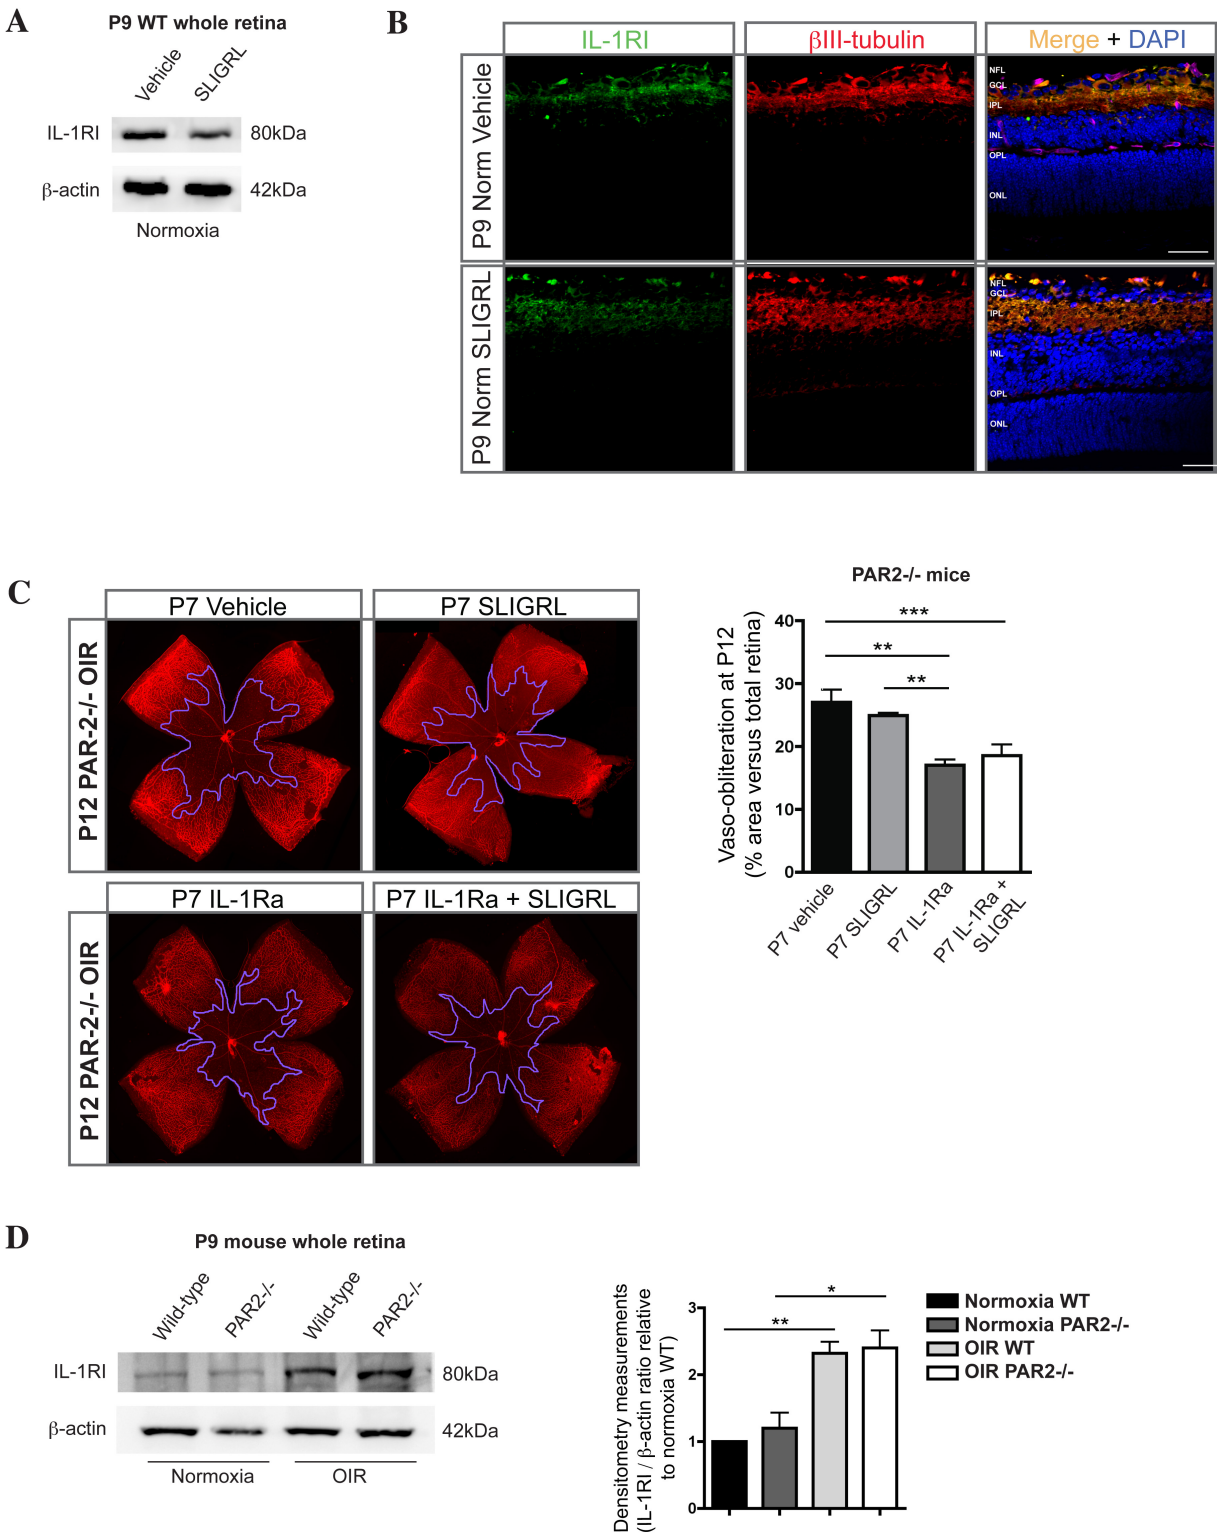 A
P9 WT whole retina
Vehicle
SLIGRL
IL-1RI
80kDa
β-actin
42kDa
Normoxia
B
IL-1RI
βIII-tubulin
Merge + DAPI
P9 Norm Vehicle
NFL
GCL
IPL
INL
OPL
ONL
P9 Norm SLIGRL
NFL
GCL
IPL
INL
OPL
ONL
C
P7 Vehicle
P7 SLIGRL
P12 PAR-2-/- OIR
P7 IL-1Ra
P7 IL-1Ra + SLIGRL
P12 PAR-2-/- OIR
PAR2-/- mice
Vaso-obliteration at P12
(% area versus total retina)
40
30
20
10
0
***
**
**
P7 vehicle
P7 SLIGRL
P7 IL-1Ra
P7 IL-1Ra +
SLIGRL
D
P9 mouse whole retina
Wild-type
PAR2-/-
Wild-type
PAR2-/-
IL-1RI
80kDa
β-actin
42kDa
Normoxia
OIR
Densitometry measurements
(IL-1RI / β-actin ratio relative
to normoxia WT)
3
2
1
0
*
**
Normoxia WT
Normoxia PAR2-/-
OIR WT
OIR PAR2-/-